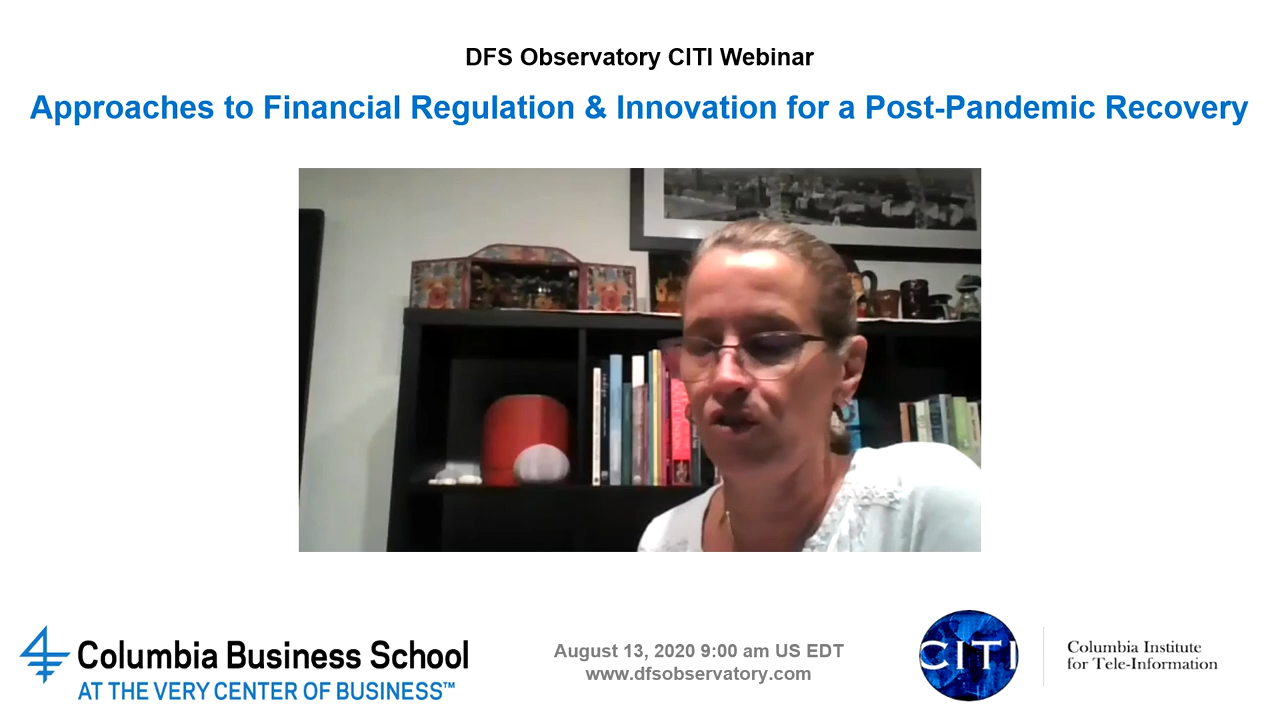 DFS Observatory CITI Webinar
Approaches to Financial Regulation & Innovation for a Post-Pandemic Recovery
Columbia Business School
AT THE VERY CENTER OF BUSINESS™
August 13, 2020 9:00 am US EDT
www.dfsobservatory.com
CITI
Columbia Institute
for Tele-Information